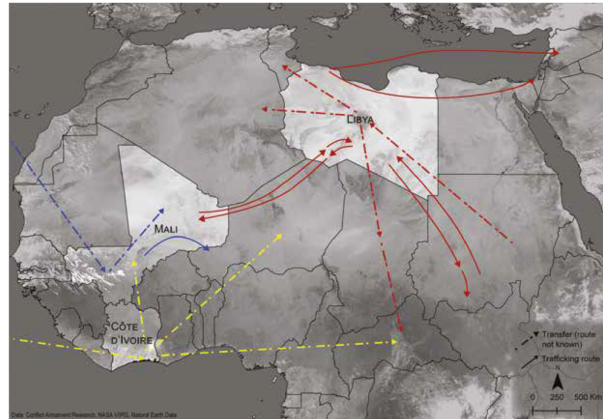 LIBYA
MALI
CÔTE
D'IVOIRE
Transfer (route
not known)
Trafficking route
N
0 250 500 Km
Data: Conflict Armament Research, NASA VIIRS, Natural Earth Data